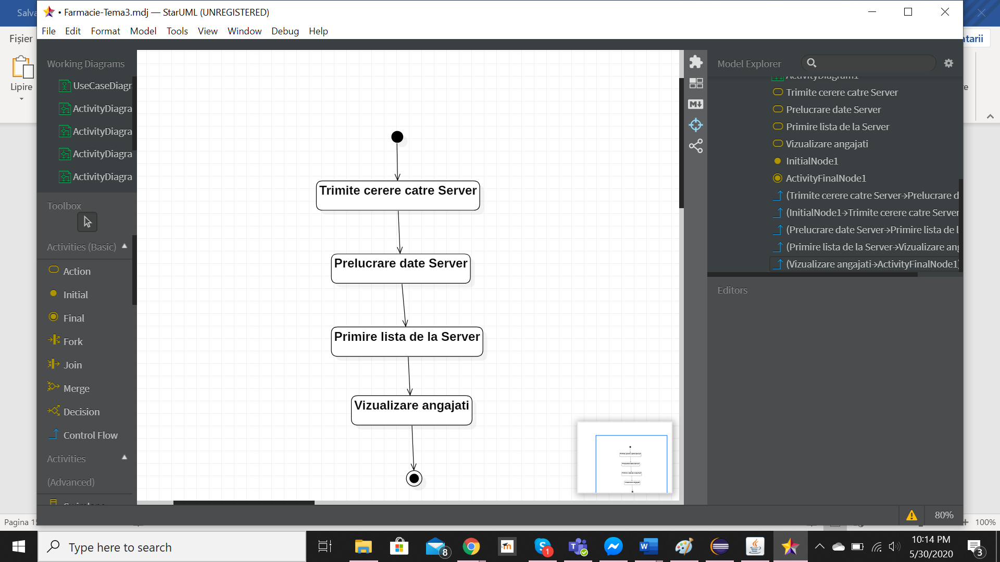 Salva
• Farmacie-Tema3.mdj — StarUML (UNREGISTERED)
File Edit Format Model Tools View Window Debug Help
Fișier
tarii
Lipire
Working Diagrams
UseCaseDiagr
ActivityDiagra
ActivityDiagra
ActivityDiagra
ActivityDiagra
Toolbox
Activities (Basic)
Action
Initial
Final
Fork
Join
Merge
Decision
Control Flow
Activities
(Advanced)
Trimite cerere catre Server
Prelucrare date Server
Primire lista de la Server
Vizualizare angajati
Model Explorer
ActivityDiagram1
Trimite cerere catre Server
Prelucrare date Server
Primire lista de la Server
Vizualizare angajati
InitialNode1
ActivityFinalNode1
(Trimite cerere catre Server→Prelucrare d
(InitialNode1→Trimite cerere catre Server
(Prelucrare date Server→Primire lista de l
(Primire lista de la Server→Vizualizare ang
(Vizualizare angajati→ActivityFinalNode1)
Editors
80%
Pagina 15
100%
Type here to search
8
1
10:14 PM
5/30/2020
3